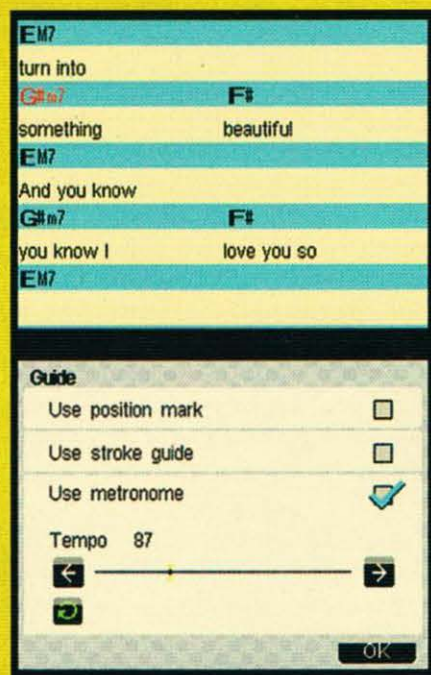 EM7
turn into
G#m7 F#
something beautiful
EM7
And you know
G#m7 F#
you know I love you so
EM7
Guide
Use position mark
Use stroke guide
Use metronome
Tempo 87
OK